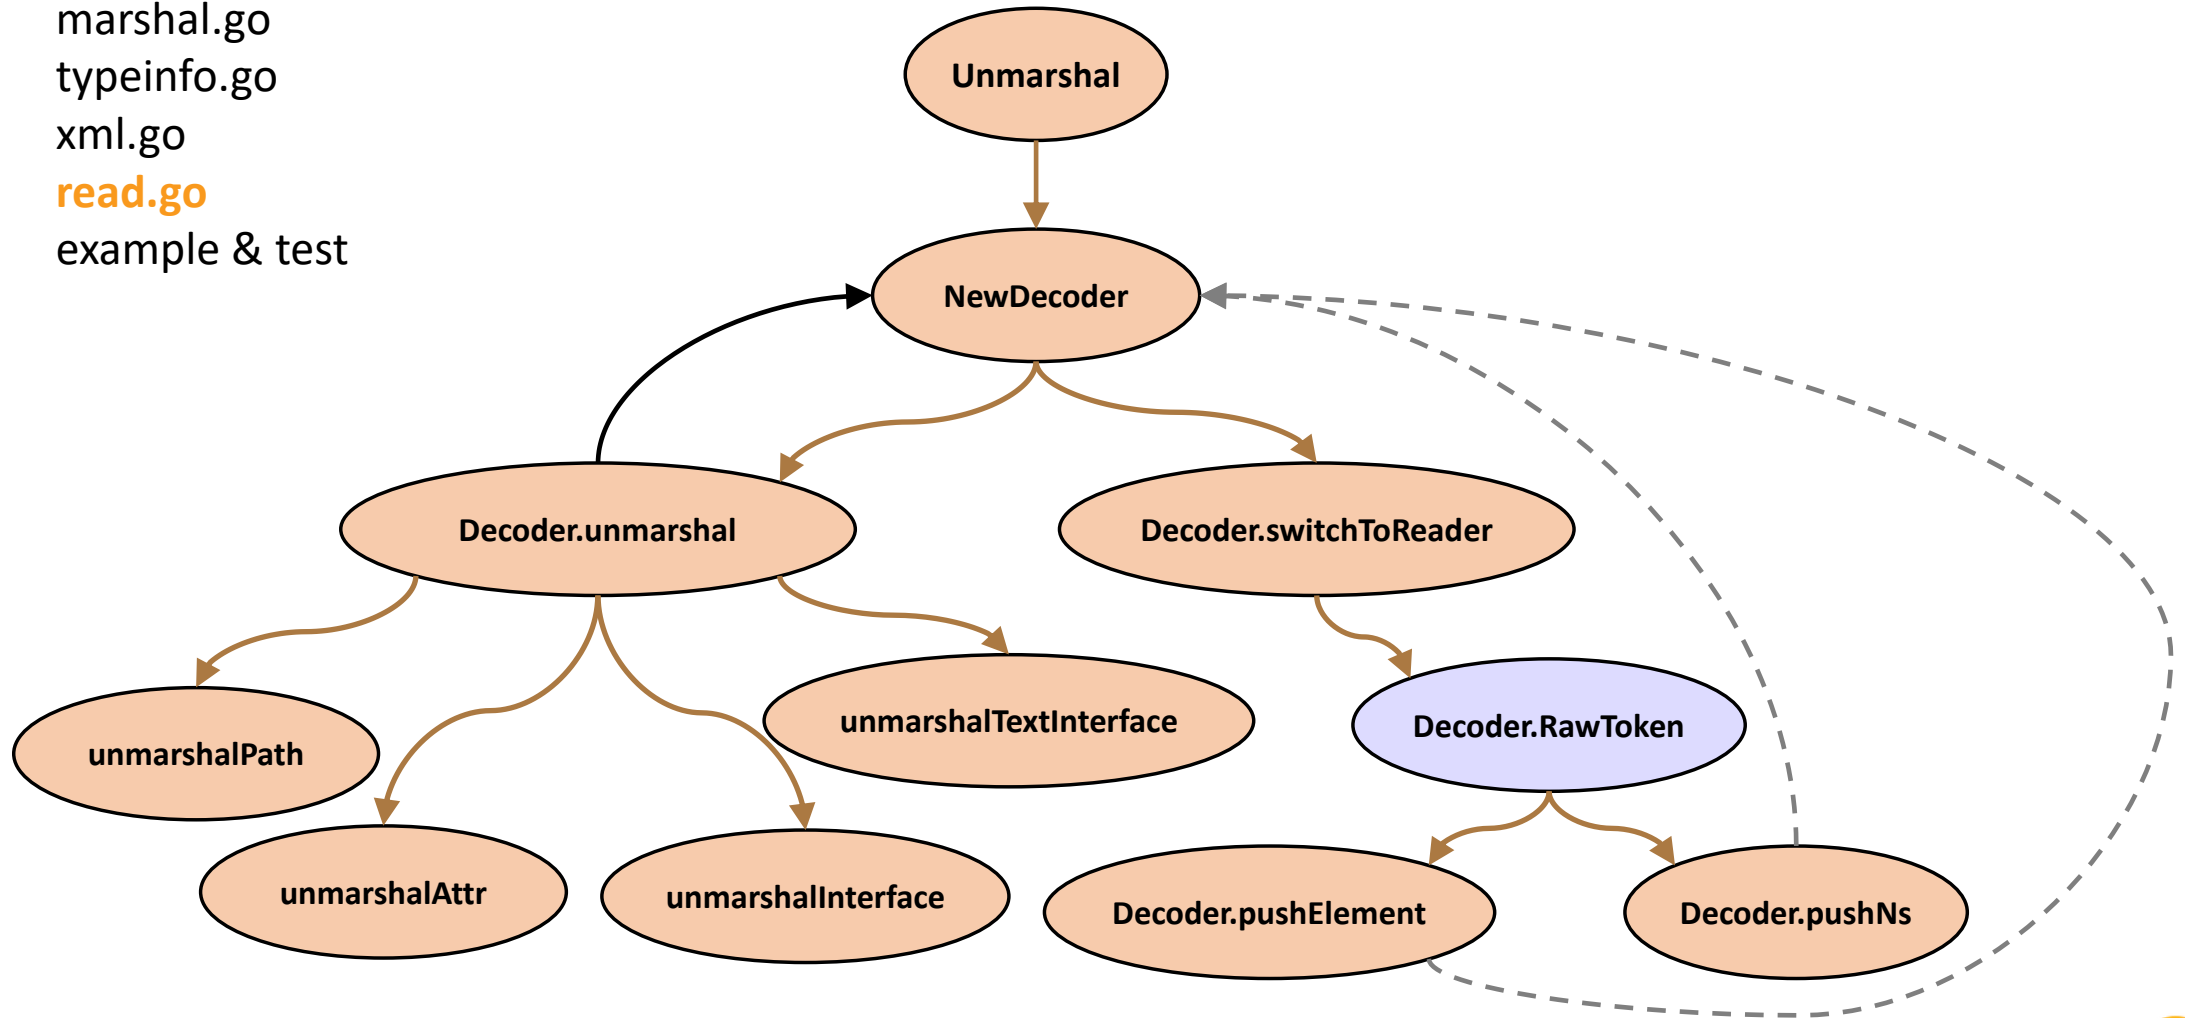 marshal.go
typeinfo.go
xml.go
read.go
example & test
Unmarshal
NewDecoder
Decoder.unmarshal
Decoder.switchToReader
unmarshalPath
unmarshalTextInterface
Decoder.RawToken
unmarshalAttr
unmarshalInterface
Decoder.pushElement
Decoder.pushNs